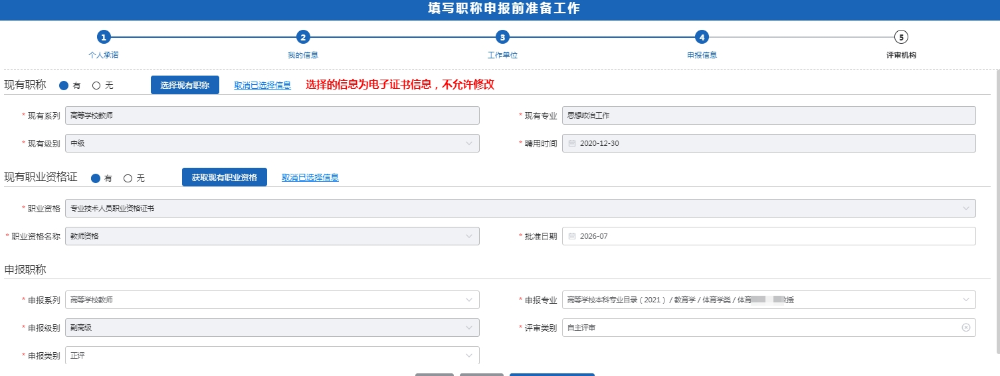 填写职称申报前准备工作
1 2 3 4 5
个人承诺 我的信息 工作单位 申报信息 评审机构
现有职称 有 无 选择现有职称 取消已选择信息 选择的信息为电子证书信息，不允许修改
* 现有系列 高等学校教师 * 现有专业 思想政治工作
* 现有级别 中级 * 聘用时间 2020-12-30
现有职业资格证 有 无 获取现有职业资格 取消已选择信息
* 职业资格 专业技术人员职业资格证书
* 职业资格名称 教师资格 * 批准日期 2026-07
申报职称
* 申报系列 高等学校教师 * 申报专业 高等学校本科专业目录（2021） / 教育学 / 体育学类 / 体育 授
* 申报级别 副高级 * 评审类别 自主评审
* 申报类别 正评